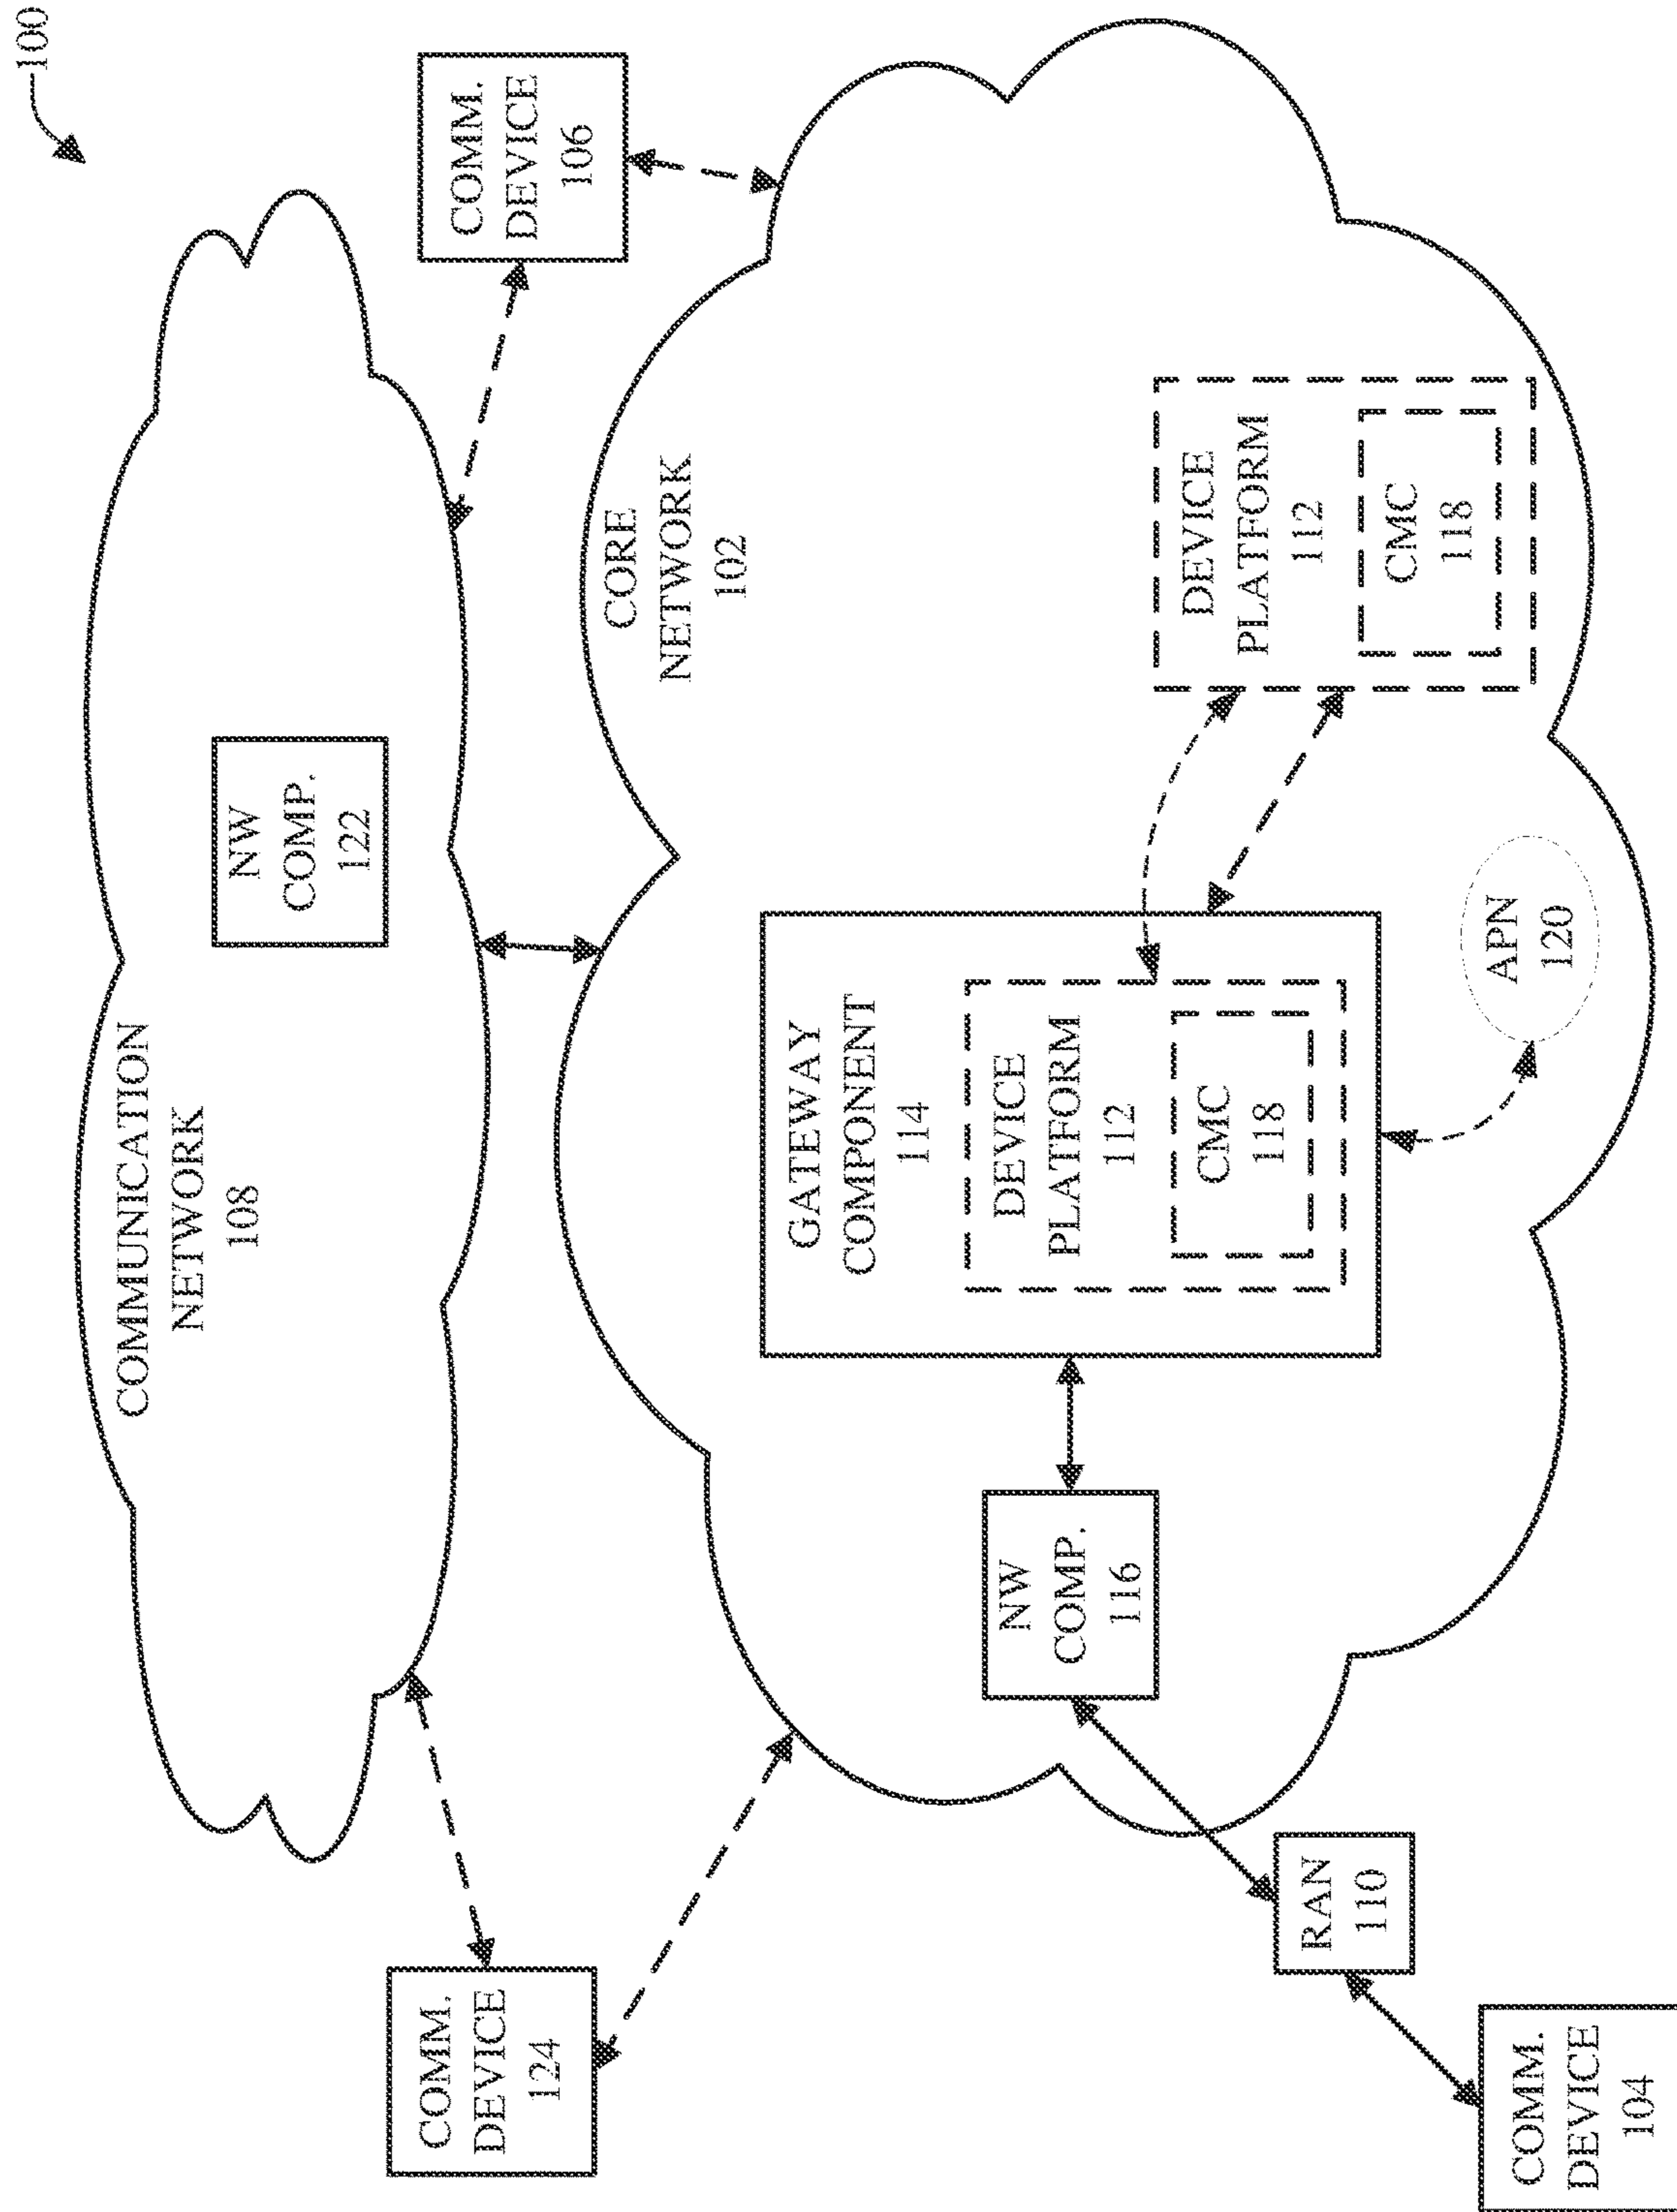 100
COMMUNICATION
NETWORK
108
NW
COMP.
122
COMM.
DEVICE
124
COMM.
DEVICE
106
CORE
NETWORK
102
GATEWAY
COMPONENT
114
DEVICE
PLATFORM
112
CMC
118
DEVICE
PLATFORM
112
CMC
118
NW
COMP.
116
APN
120
RAN
110
COMM.
DEVICE
104